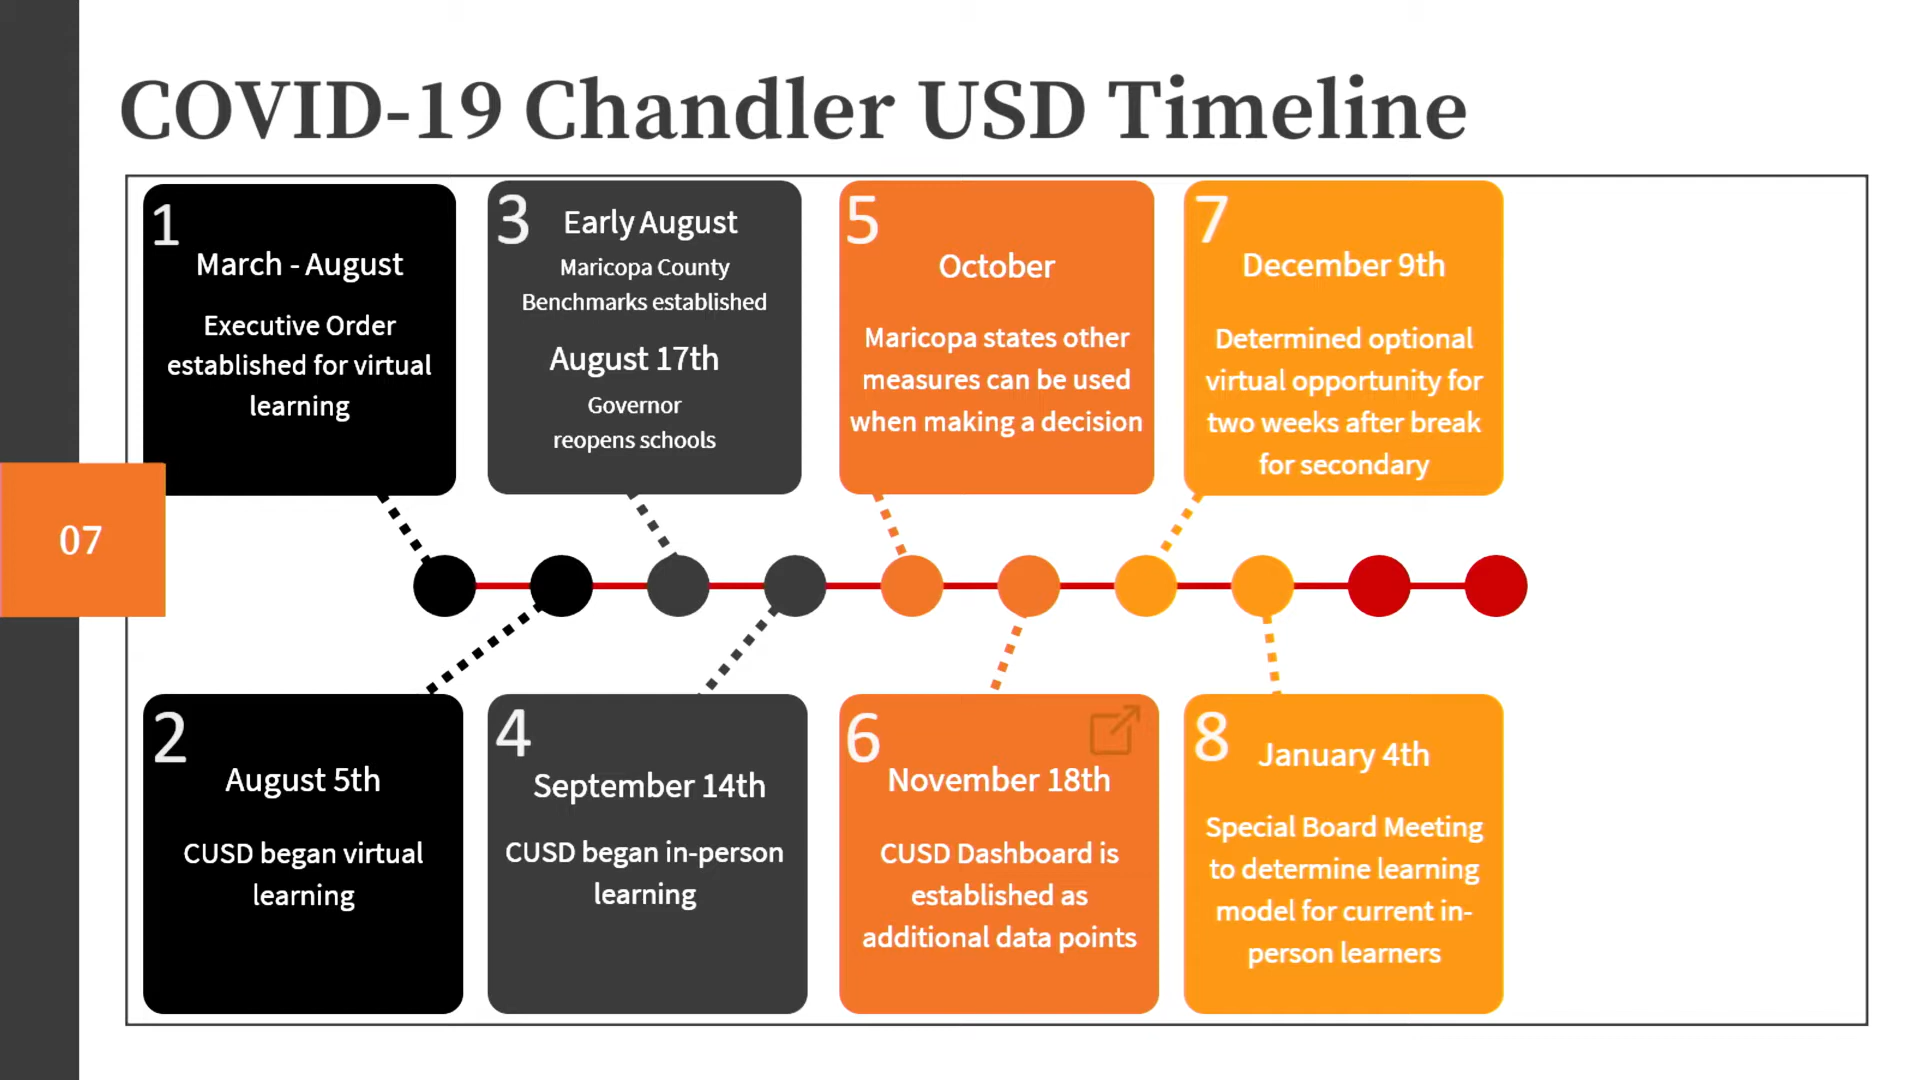 COVID-19 Chandler USD Timeline
1
March - August
Executive Order
established for virtual
learning
3
Early August
Maricopa County
Benchmarks established
August 17th
Governor
reopens schools
5
October
Maricopa states other
measures can be used
when making a decision
7
December 9th
Determined optional
virtual opportunity for
two weeks after break
for secondary
07
2
August 5th
CUSD began virtual
learning
4
September 14th
CUSD began in-person
learning
6
November 18th
CUSD Dashboard is
established as
additional data points
8
January 4th
Special Board Meeting
to determine learning
model for current in-
person learners